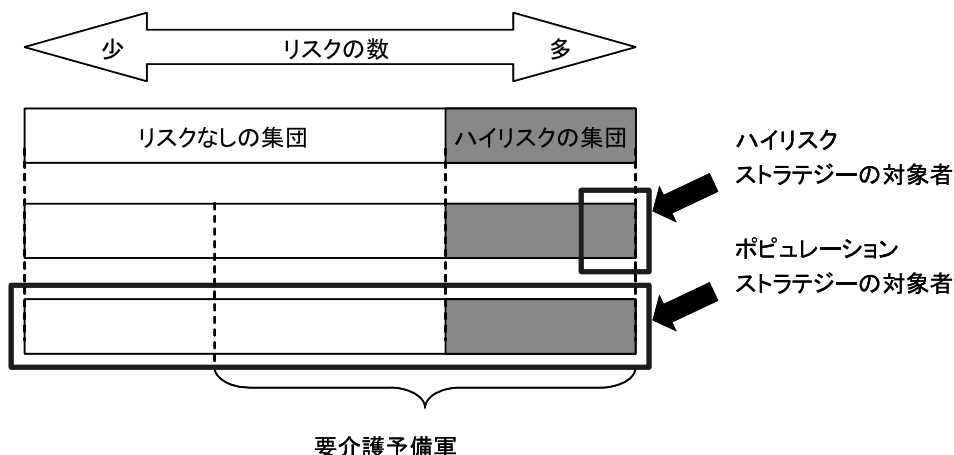 少 リスクの数 多
リスクなしの集団 ハイリスクの集団
ハイリスク
ストラテジーの対象者
ポピュレーション
ストラテジーの対象者
要介護予備軍